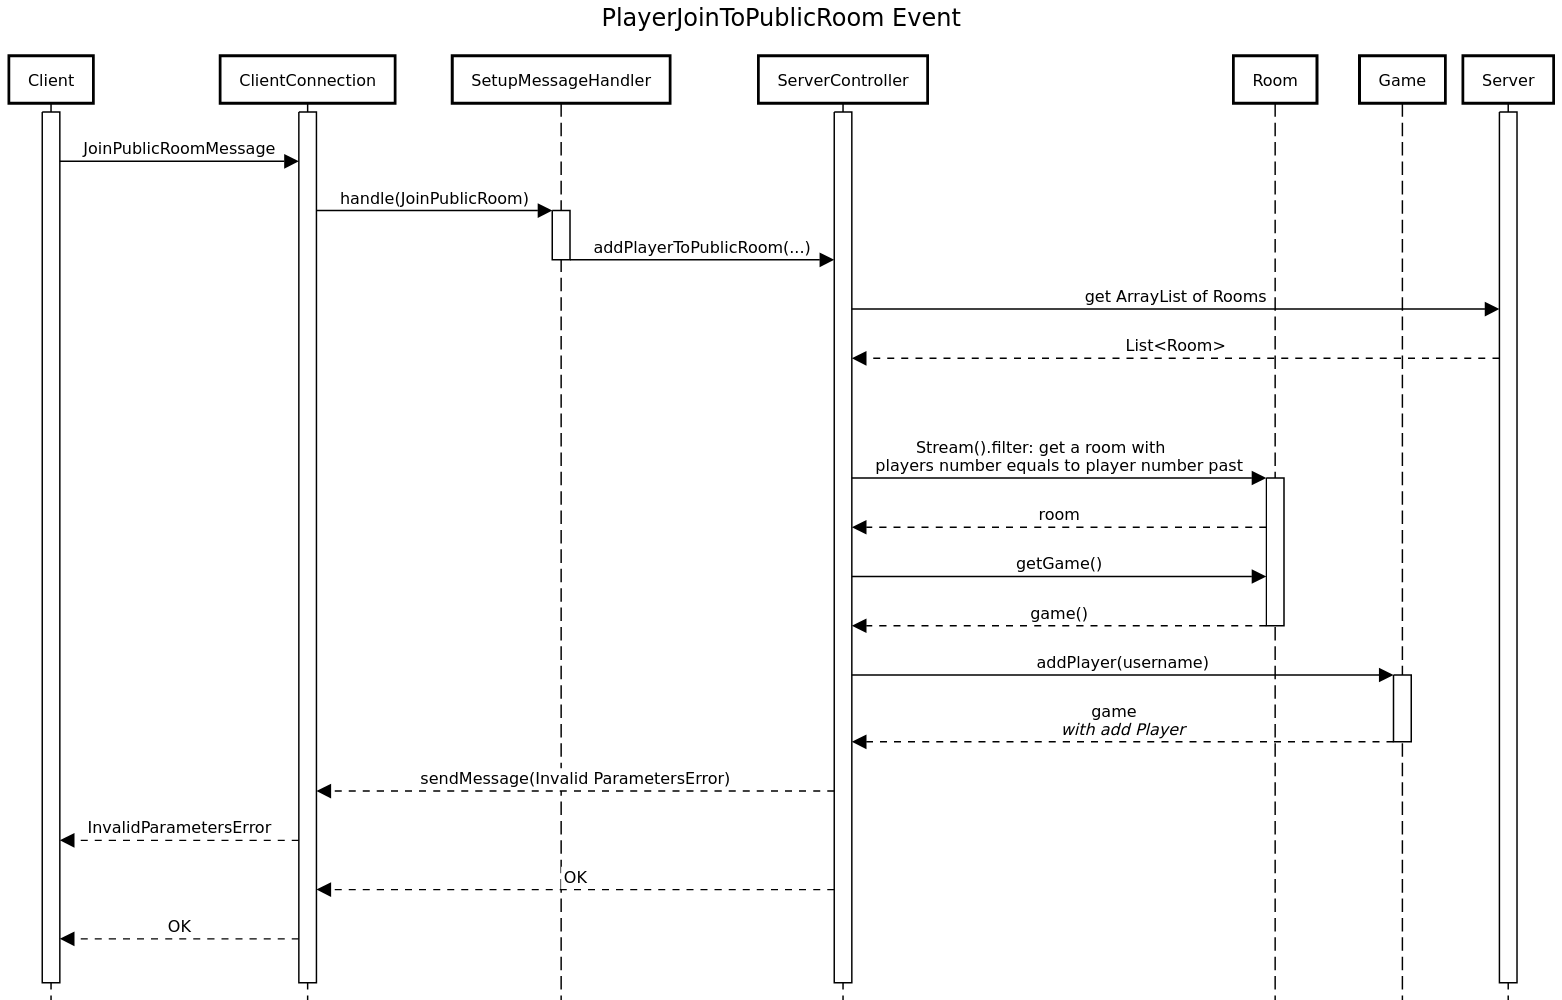 PlayerJoinToPublicRoom Event
Client
ClientConnection
SetupMessageHandler
ServerController
Room
Game
Server
JoinPublicRoomMessage
handle(JoinPublicRoom)
addPlayerToPublicRoom(...)
get ArrayList of Rooms
List<Room>
Stream().filter: get a room with
players number equals to player number past
room
getGame()
game()
addPlayer(username)
game
with add Player
sendMessage(Invalid ParametersError)
InvalidParametersError
OK
OK